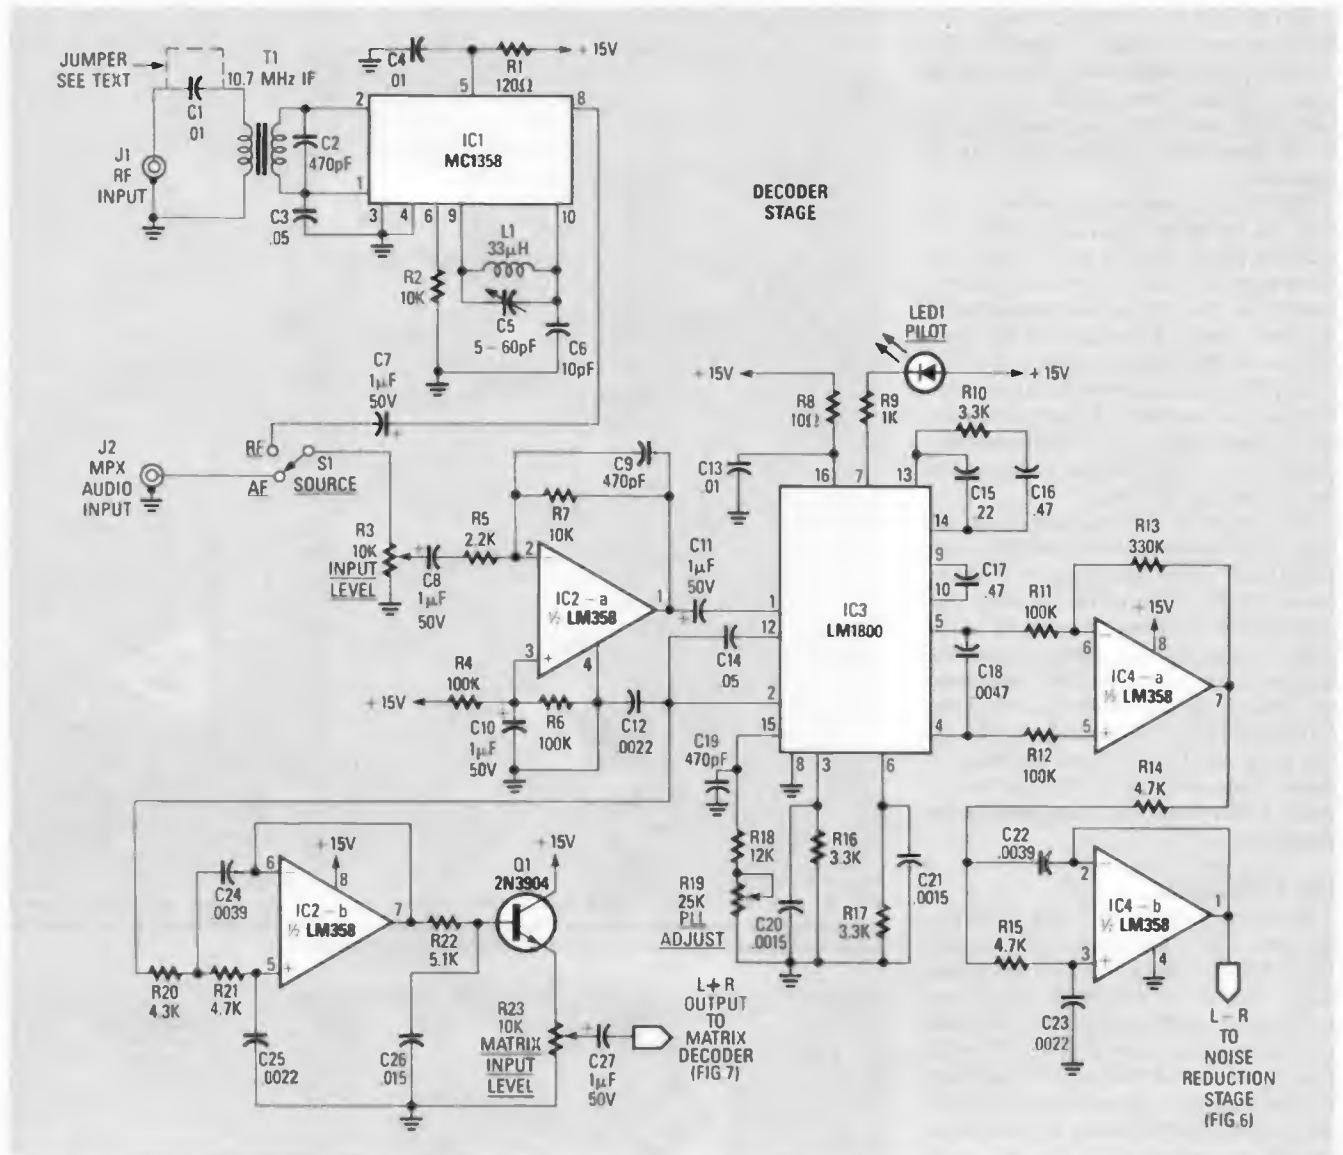 JUMPER
SEE TEXT
C1
.01
T1
10.7 MHz IF
J1
RF
INPUT
C2
470pF
C3
.05
C4
.01
R1
120Ω
+15V
2
1
5
8
IC1
MC1358
3
4
6
9
10
R2
10K
L1
33μH
C5
5-60pF
C6
10pF
DECODER
STAGE
C7
1μF
50V
+
J2
MPX
AUDIO
INPUT
RF
AF
S1
SOURCE
R3
10K
INPUT
LEVEL
+
C8
1μF
50V
R5
2.2K
R7
10K
C9
470pF
2
-
IC2-a
½ LM358
1
3
+
4
C11
1μF
50V
+
R4
100K
+15V
+
C10
1μF
50V
R6
100K
C12
.0022
C14
.05
+15V
R8
10Ω
R9
1K
LED1
PILOT
+15V
R10
3.3K
C13
.01
C15
.22
C16
.47
16
7
13
14
9
10
5
4
1
12
2
15
8
3
6
IC3
LM1800
C17
.47
C18
.0047
R11
100K
R12
100K
R13
330K
+15V
8
6
-
IC4-a
½ LM358
7
5
+
R14
4.7K
C19
470pF
R18
12K
R19
25K
PLL
ADJUST
C20
.0015
R16
3.3K
R17
3.3K
C21
.0015
C22
.0039
2
-
IC4-b
½ LM358
1
3
+
4
R15
4.7K
C23
.0022
L-R
TO
NOISE
REDUCTION
STAGE
(FIG.6)
C24
.0039
6
-
+15V
8
IC2-b
½ LM358
7
5
+
R20
4.3K
R21
4.7K
C25
.0022
R22
5.1K
C26
.015
Q1
2N3904
+15V
R23
10K
MATRIX
INPUT
LEVEL
+
C27
1μF
50V
L+R
OUTPUT
TO
MATRIX
DECODER
(FIG.7)